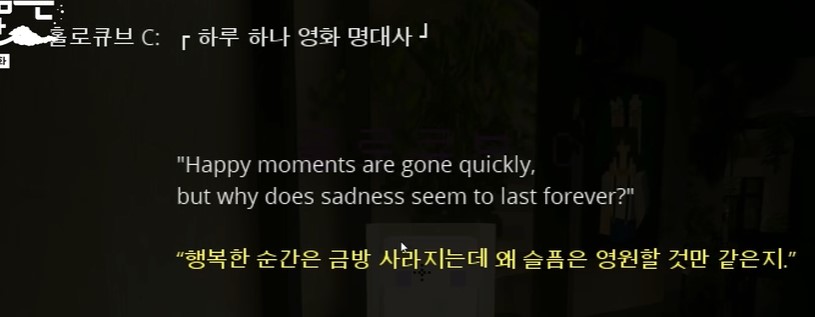 홀로큐브 C: 「 하루 하나 영화 명대사 」
"Happy moments are gone quickly,
but why does sadness seem to last forever?"
“행복한 순간은 금방 사라지는데 왜 슬픔은 영원할 것만 같은지.”